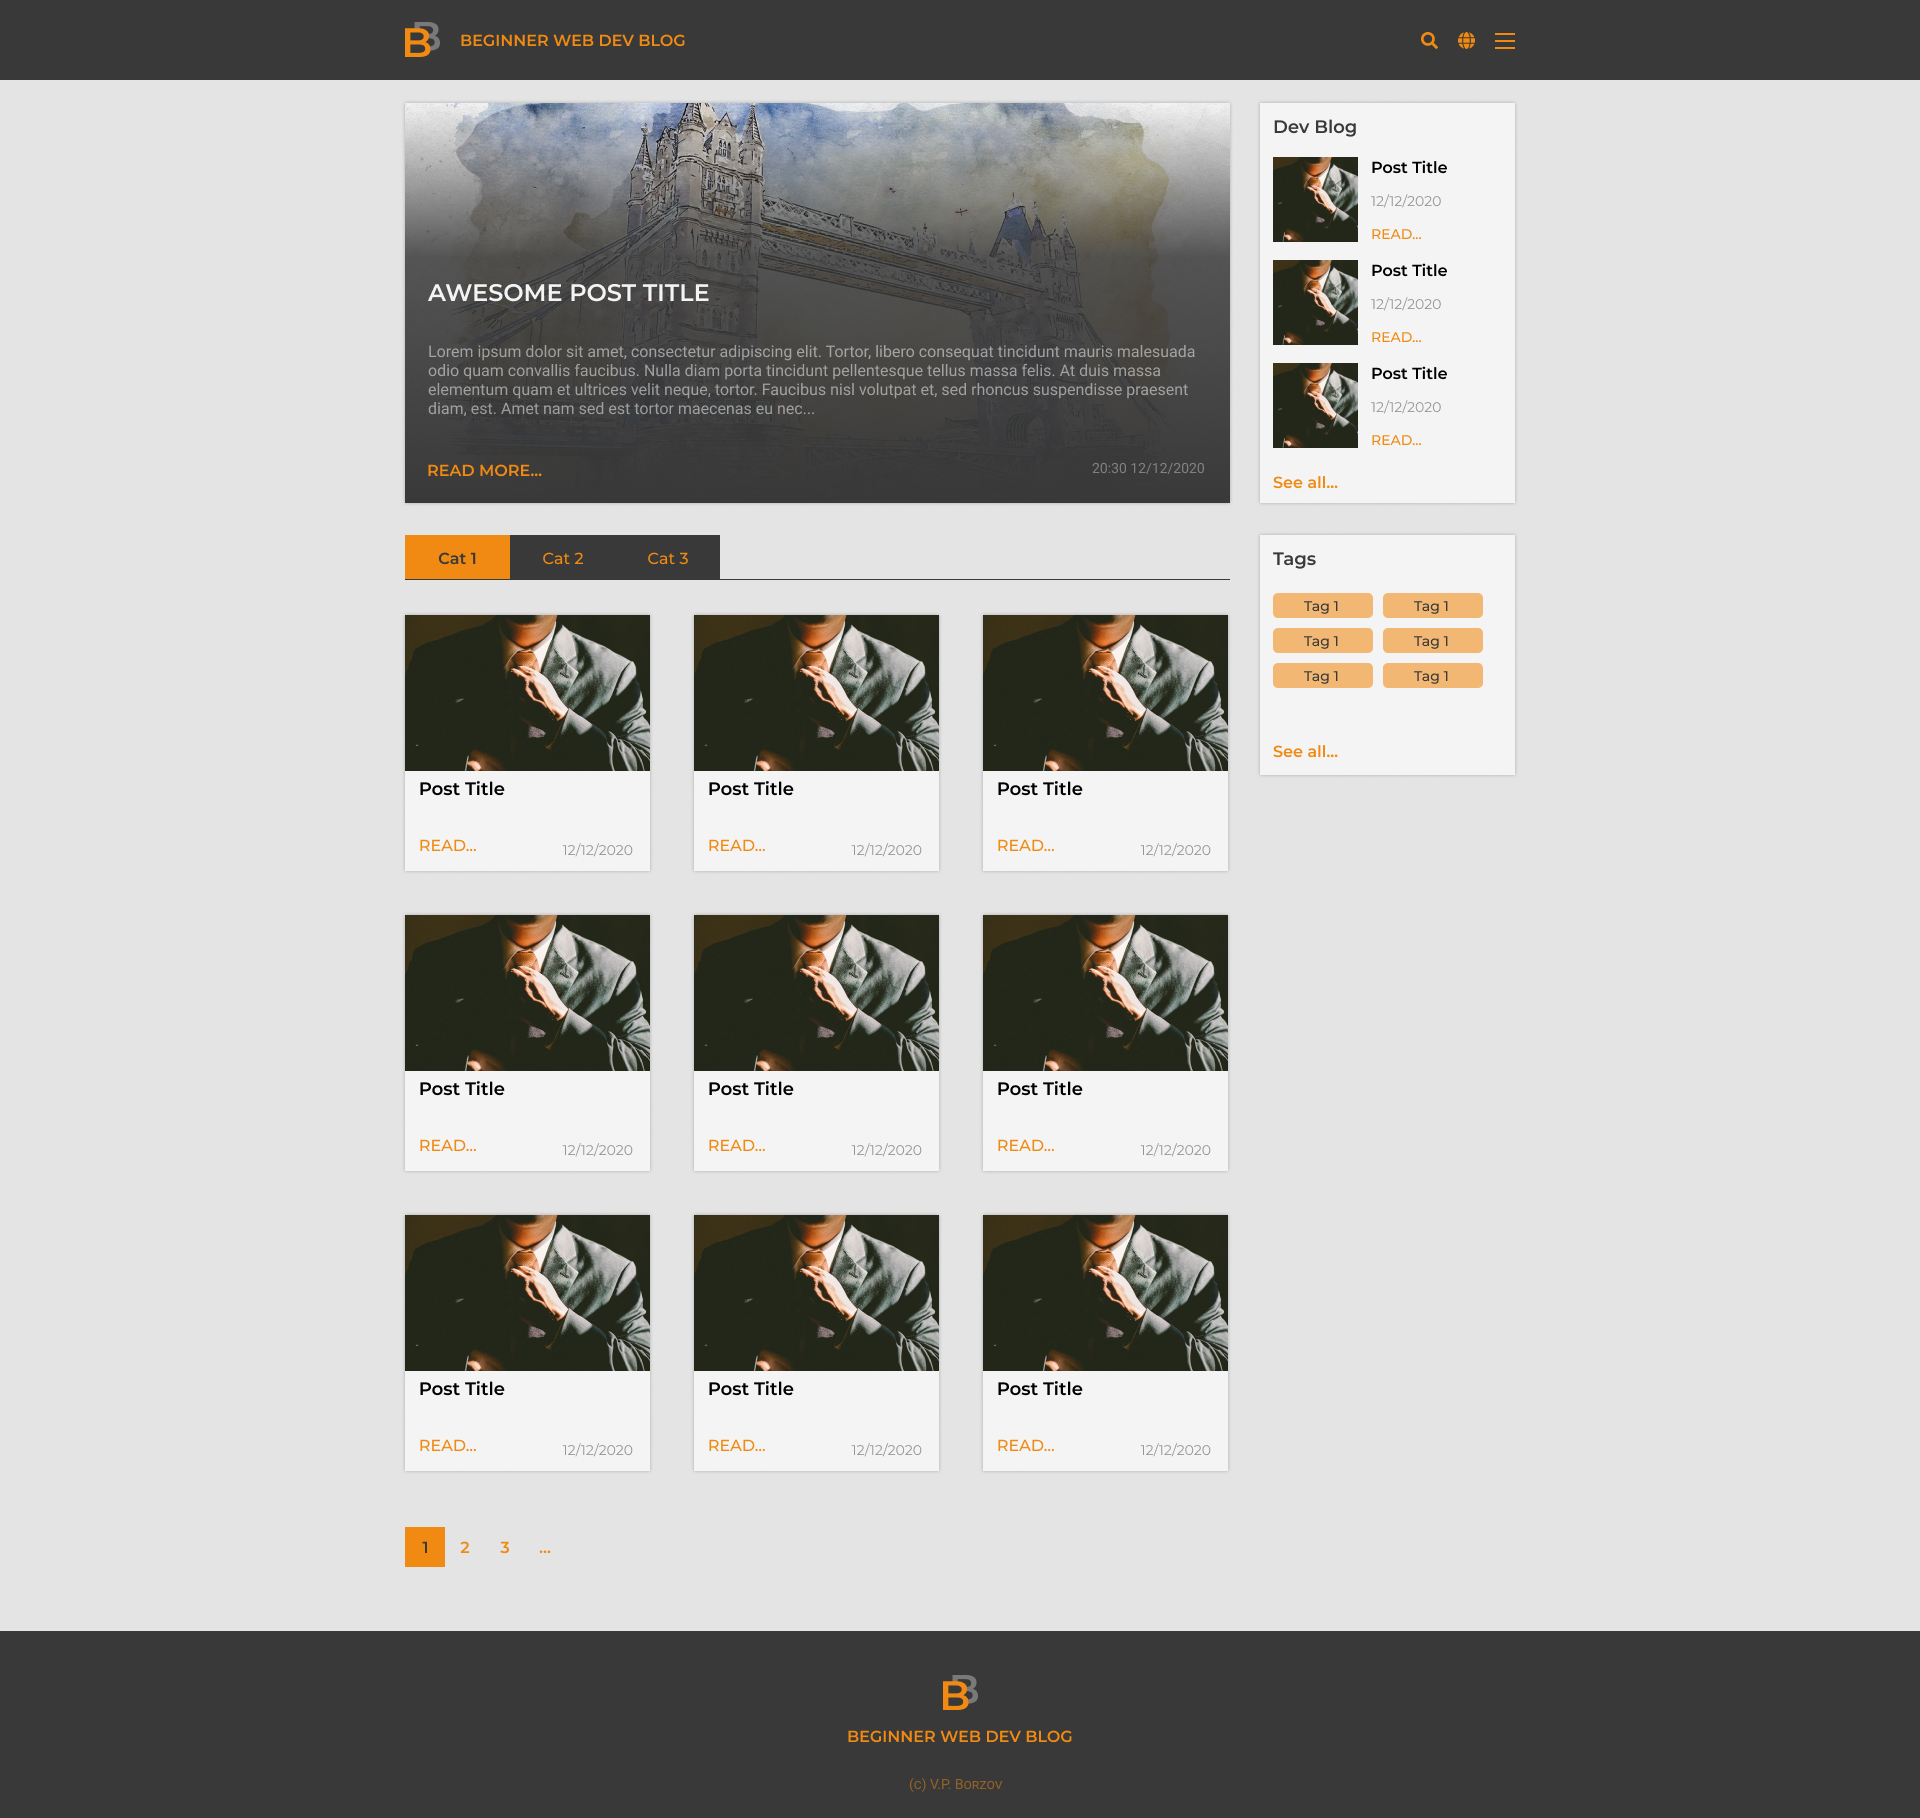 BB
BEGINNER WEB DEV BLOG
AWESOME POST TITLE
Lorem ipsum dolor sit amet, consectetur adipiscing elit. Tortor, libero consequat tincidunt mauris malesuada
odio quam convallis faucibus. Nulla diam porta tincidunt pellentesque tellus massa felis. At duis massa
elementum quam et ultrices velit neque, tortor. Faucibus nisl volutpat et, sed rhoncus suspendisse praesent
diam, est. Amet nam sed est tortor maecenas eu nec...
READ MORE...
20:30 12/12/2020
Dev Blog
Post Title
12/12/2020
READ...
Post Title
12/12/2020
READ...
Post Title
12/12/2020
READ...
See all...
Cat 1
Cat 2
Cat 3
Tags
Tag 1
Tag 1
Tag 1
Tag 1
Tag 1
Tag 1
See all...
Post Title
READ...
12/12/2020
Post Title
READ...
12/12/2020
Post Title
READ...
12/12/2020
Post Title
READ...
12/12/2020
Post Title
READ...
12/12/2020
Post Title
READ...
12/12/2020
Post Title
READ...
12/12/2020
Post Title
READ...
12/12/2020
Post Title
READ...
12/12/2020
1 2 3 ...
BB
BEGINNER WEB DEV BLOG
(c) V.P. Borzov